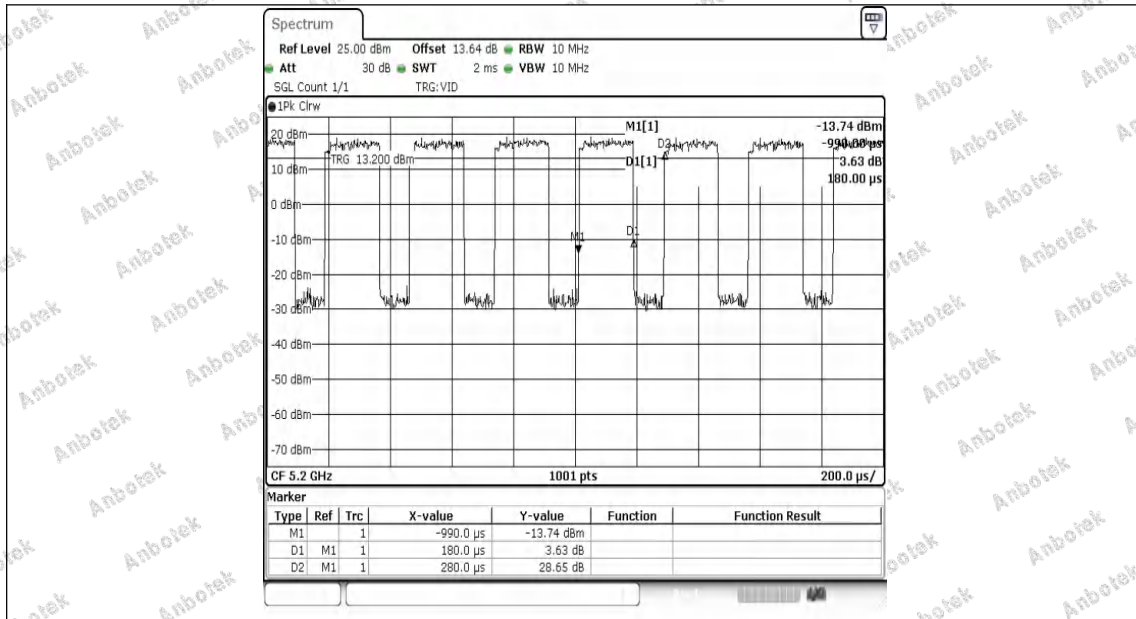 Spectrum
Ref Level 25.00 dBm Offset 13.64 dB RBW 10 MHz
Att 30 dB SWT 2 ms VBW 10 MHz
SGL Count 1/1 TRG:VID
1Pk Clrw
M1[1] -13.74 dBm
20 dBm
D2
TRG 13.200 dBm
D1[1] 3.63 dB
10 dBm
180.00 µs
0 dBm
M1
D1
-10 dBm
-20 dBm
-30 dBm
-40 dBm
-50 dBm
-60 dBm
-70 dBm
CF 5.2 GHz 1001 pts 200.0 µs/
Marker
Type Ref Trc X-value Y-value Function Function Result
M1 1 -990.0 µs -13.74 dBm
D1 M1 1 180.0 µs 3.63 dB
D2 M1 1 280.0 µs 28.65 dB
Anbotek